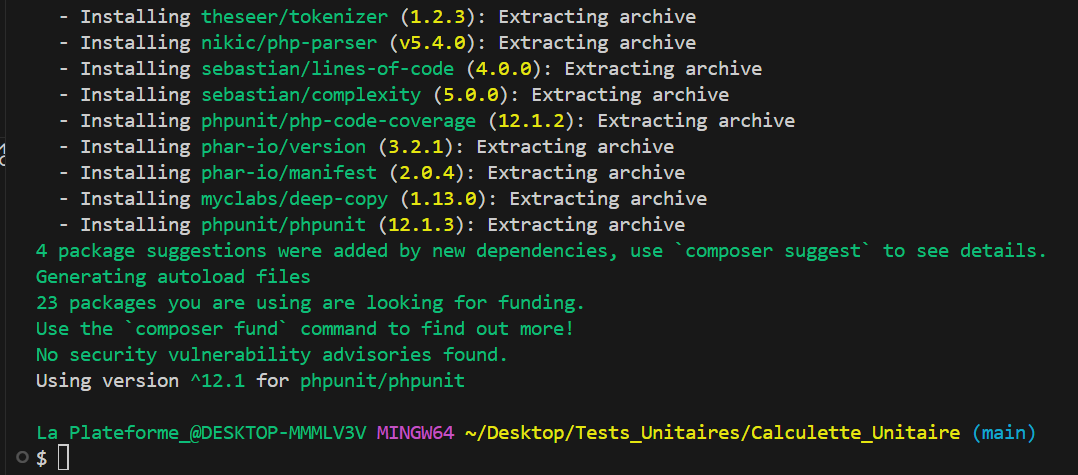 - Installing theseer/tokenizer (1.2.3): Extracting archive
- Installing nikic/php-parser (v5.4.0): Extracting archive
- Installing sebastian/lines-of-code (4.0.0): Extracting archive
- Installing sebastian/complexity (5.0.0): Extracting archive
- Installing phpunit/php-code-coverage (12.1.2): Extracting archive
- Installing phar-io/version (3.2.1): Extracting archive
- Installing phar-io/manifest (2.0.4): Extracting archive
- Installing myclabs/deep-copy (1.13.0): Extracting archive
- Installing phpunit/phpunit (12.1.3): Extracting archive
4 package suggestions were added by new dependencies, use `composer suggest` to see details.
Generating autoload files
23 packages you are using are looking for funding.
Use the `composer fund` command to find out more!
No security vulnerability advisories found.
Using version ^12.1 for phpunit/phpunit
La Plateforme_@DESKTOP-MMMLV3V MINGW64 ~/Desktop/Tests_Unitaires/Calculette_Unitaire (main)
$